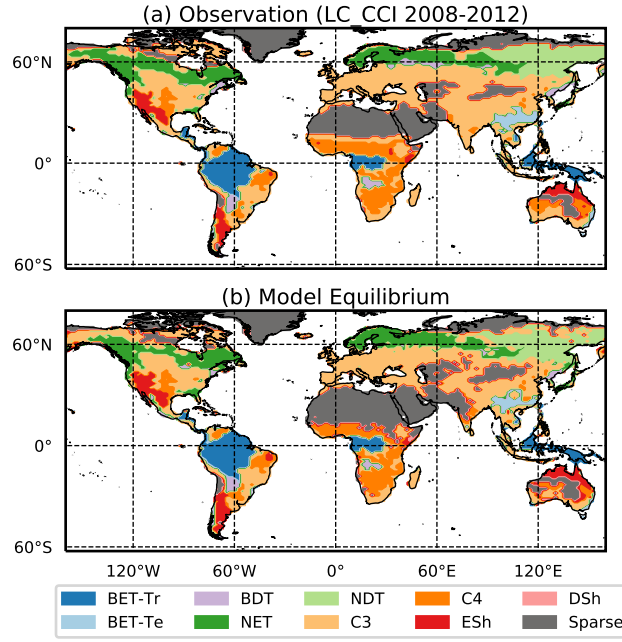 (a) Observation (LC_CCI 2008-2012)
60°N
0°
60°S
(b) Model Equilibrium
60°N
0°
60°S
120°W 60°W 0° 60°E 120°E
BET-Tr BDT NDT C4 DSh
BET-Te NET C3 ESh Sparse